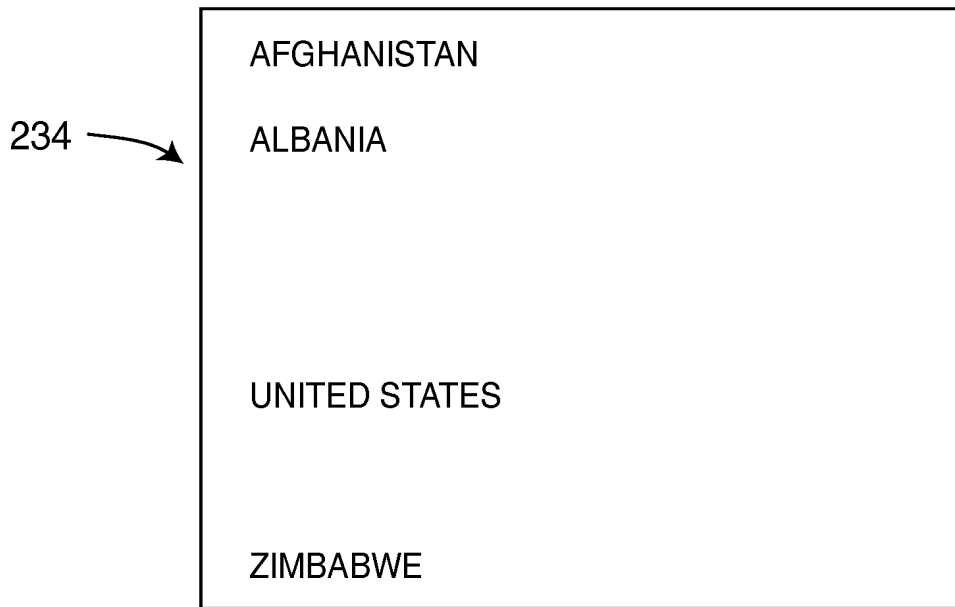 AFGHANISTAN
234
ALBANIA
UNITED STATES
ZIMBABWE